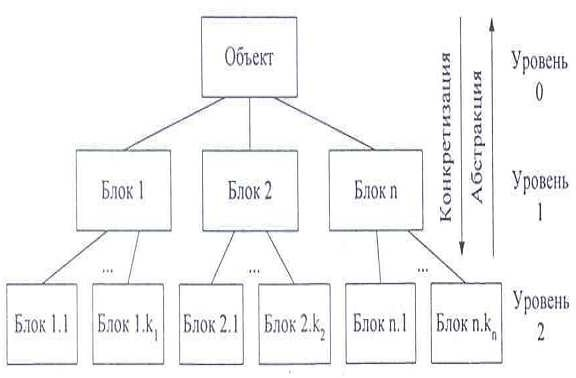 Объект
Уровень
0
Конкретизация
Абстракция
Блок 1
Блок 2
Блок n
Уровень
1
...
...
...
Блок 1.1
Блок 1.k₁
Блок 2.1
Блок 2.k₂
Блок n.1
Блок n.kₙ
Уровень
2